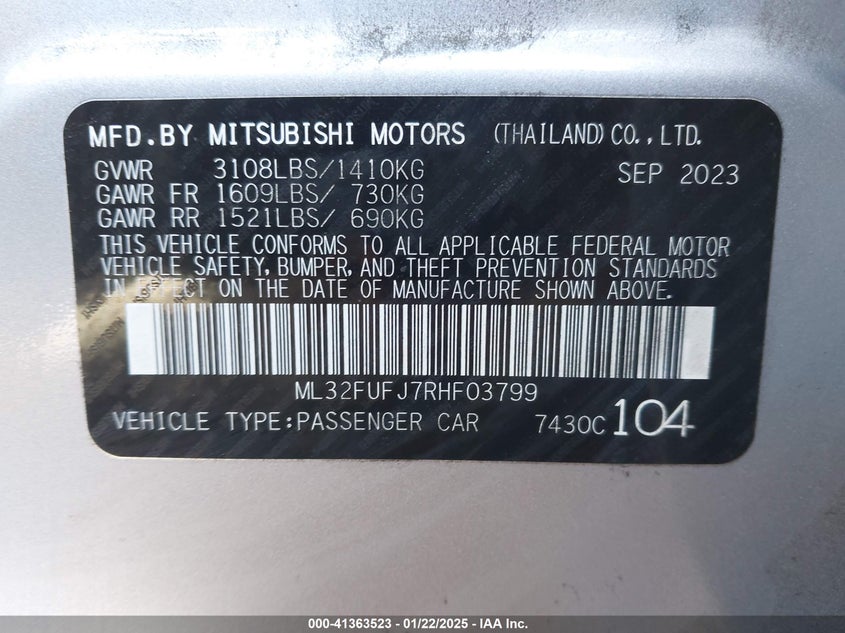 MFD.BY MITSUBISHI MOTORS (THAILAND)CO.,LTD.
GVWR 3108LBS/1410KG SEP 2023
GAWR FR 1609LBS/ 730KG
GAWR RR 1521LBS/ 690KG
THIS VEHICLE CONFORMS TO ALL APPLICABLE FEDERAL MOTOR
VEHICLE SAFETY, BUMPER, AND THEFT PREVENTION STANDARDS
IN EFFECT ON THE DATE OF MANUFACTURE SHOWN ABOVE.
ML32FUFJ7RHF03799
VEHICLE TYPE:PASSENGER CAR 7430C 104
000-41363523 - 01/22/2025 - IAA Inc.